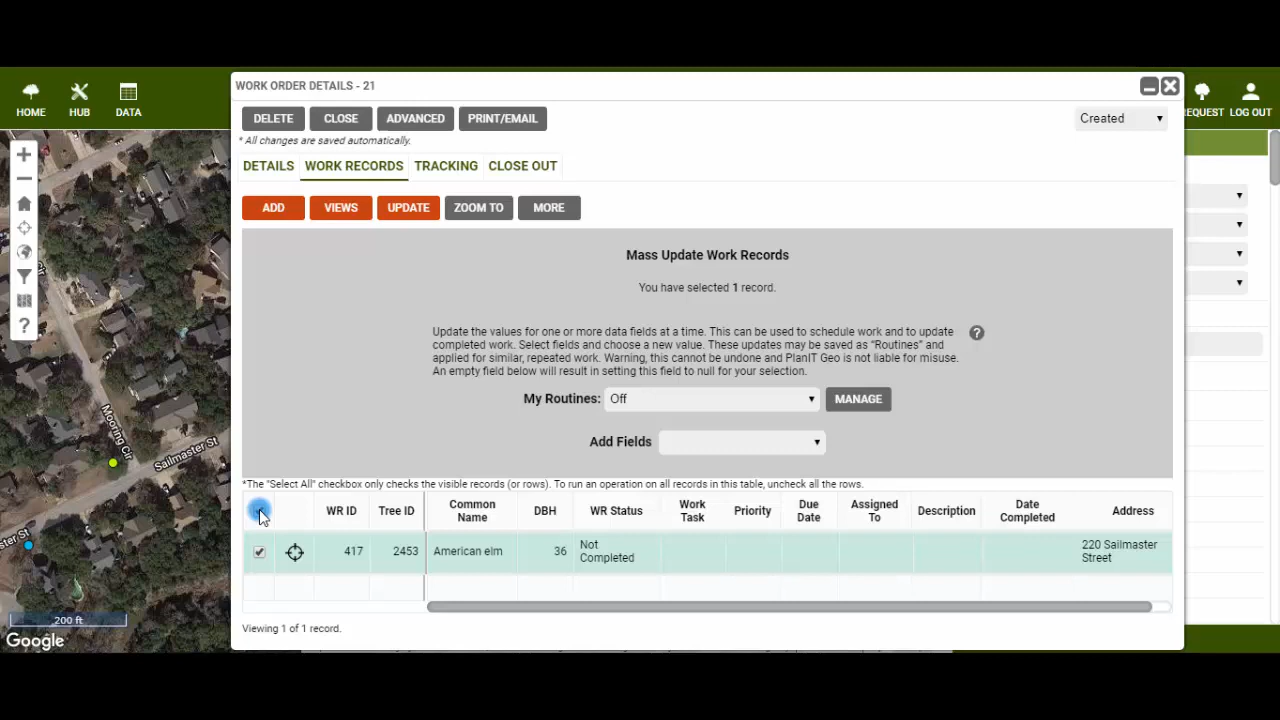 WORK ORDER DETAILS - 21
HOME
HUB
DATA
REQUEST
LOG OUT
DELETE
CLOSE
ADVANCED
PRINT/EMAIL
Created
* All changes are saved automatically.
DETAILS
WORK RECORDS
TRACKING
CLOSE OUT
ADD
VIEWS
UPDATE
ZOOM TO
MORE
Mass Update Work Records
You have selected 1 record.
Update the values for one or more data fields at a time. This can be used to schedule work and to update
completed work. Select fields and choose a new value. These updates may be saved as "Routines" and
applied for similar, repeated work. Warning, this cannot be undone and PlanIT Geo is not liable for misuse.
An empty field below will result in setting this field to null for your selection.
?
My Routines:
Off
MANAGE
Add Fields
*The "Select All" checkbox only checks the visible records (or rows). To run an operation on all records in this table, uncheck all the rows.
WR ID
Tree ID
Common
Name
DBH
WR Status
Work
Task
Priority
Due
Date
Assigned
To
Description
Date
Completed
Address
417
2453
American elm
36
Not
Completed
220 Sailmaster
Street
Viewing 1 of 1 record.
?
Cir
Mooring Cir
Sailmaster St
ster St
200 ft
Google